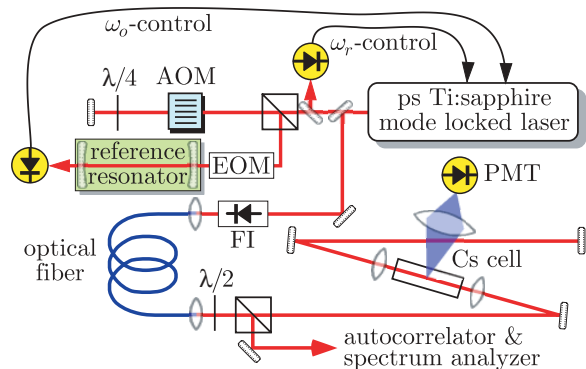 ω_o-control
ω_r-control
λ/4
AOM
ps Ti:sapphire
mode locked laser
reference
resonator
EOM
PMT
FI
optical
fiber
Cs cell
λ/2
autocorrelator &
spectrum analyzer